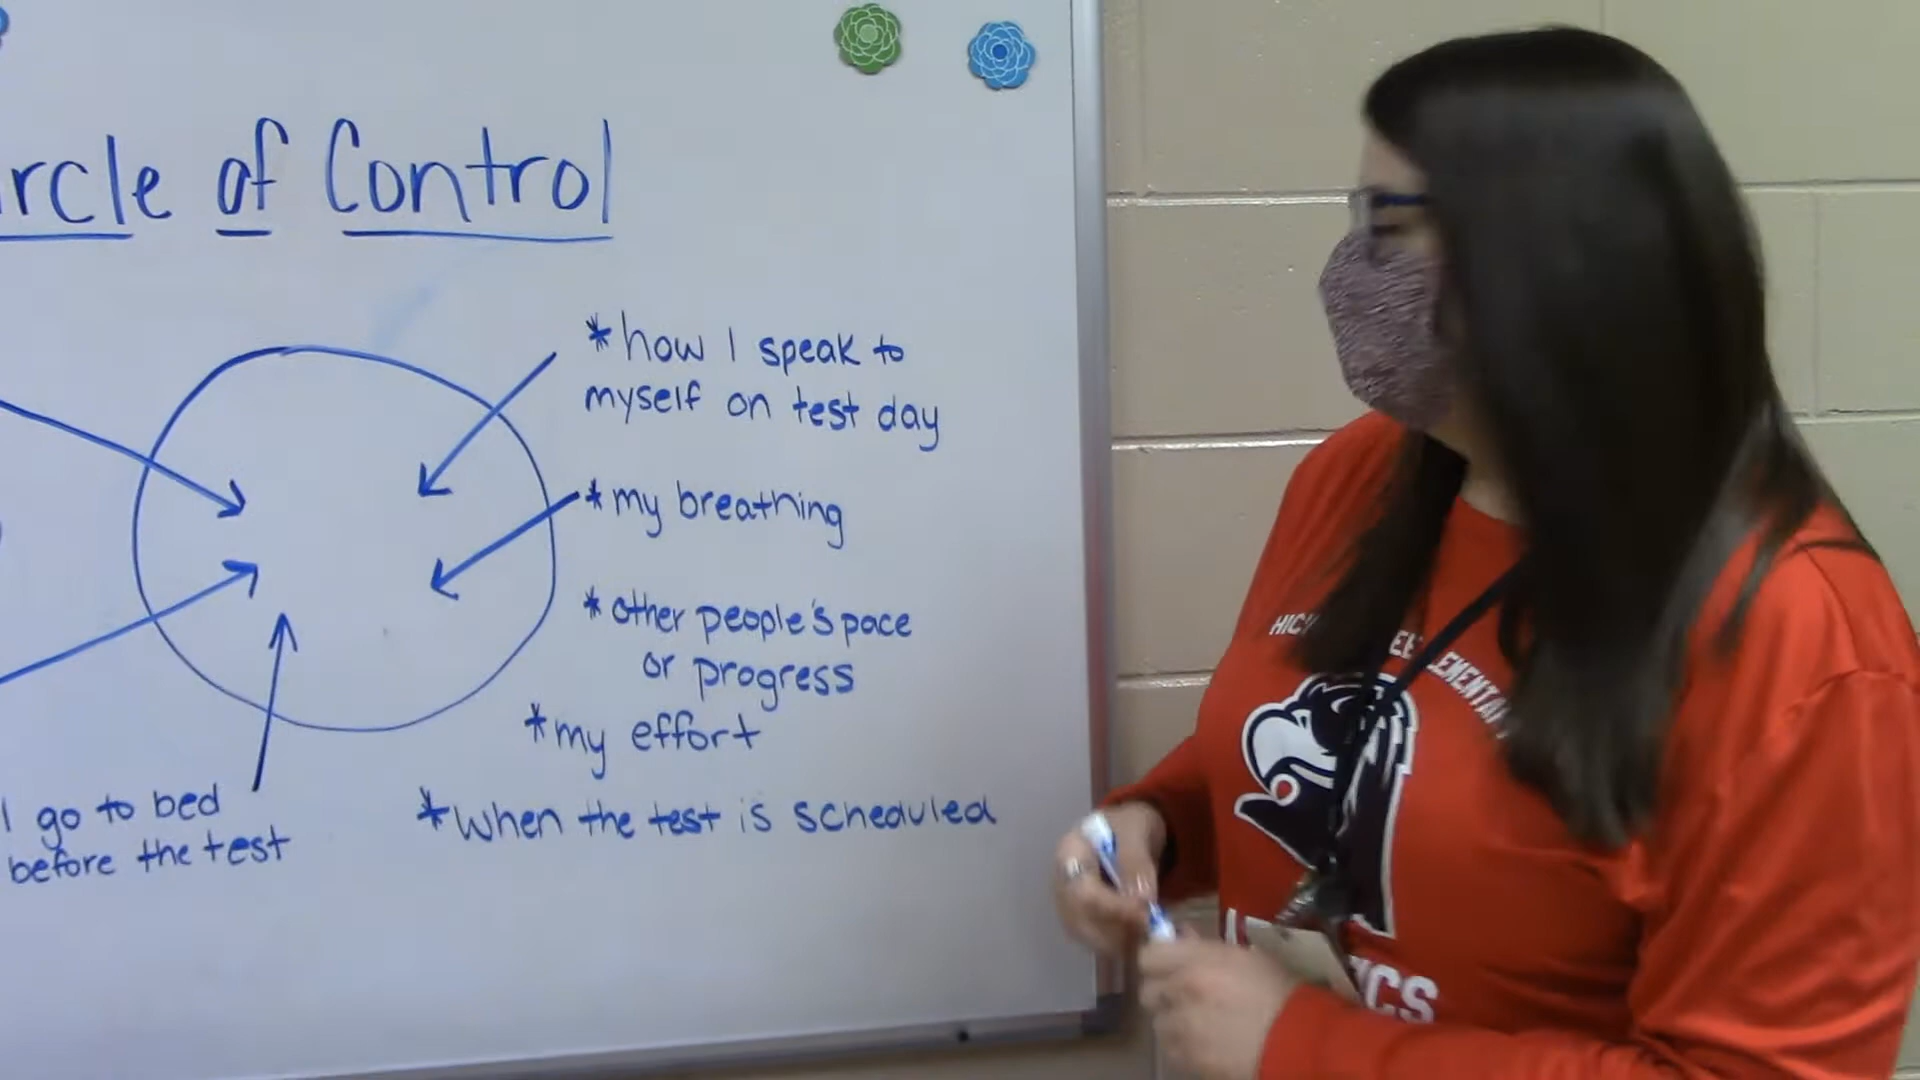 rcle of Control
*how I speak to
myself on test day
*my breathing
*other people's pace
or progress
*my effort
*when the test is scheduled
I go to bed
before the test